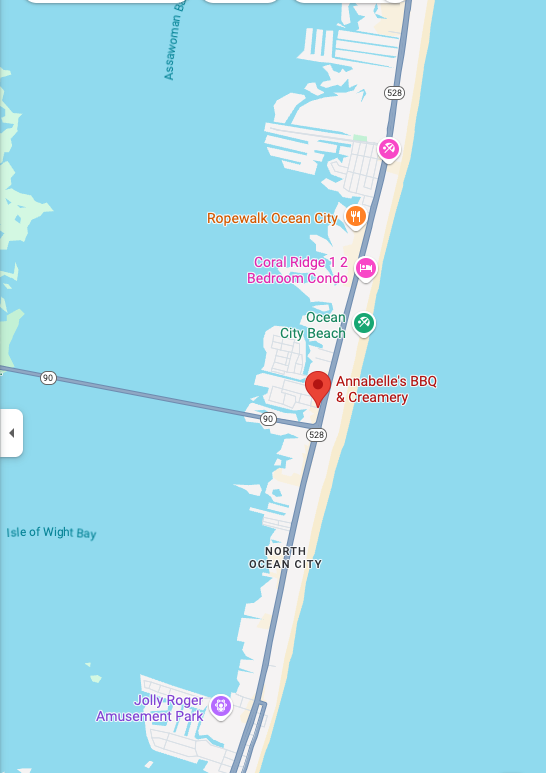 Assawoman B
528
Ropewalk Ocean City
Coral Ridge 1 2
Bedroom Condo
Ocean
City Beach
90
Annabelle's BBQ
& Creamery
90
528
Isle of Wight Bay
NORTH
OCEAN CITY
Jolly Roger
Amusement Park